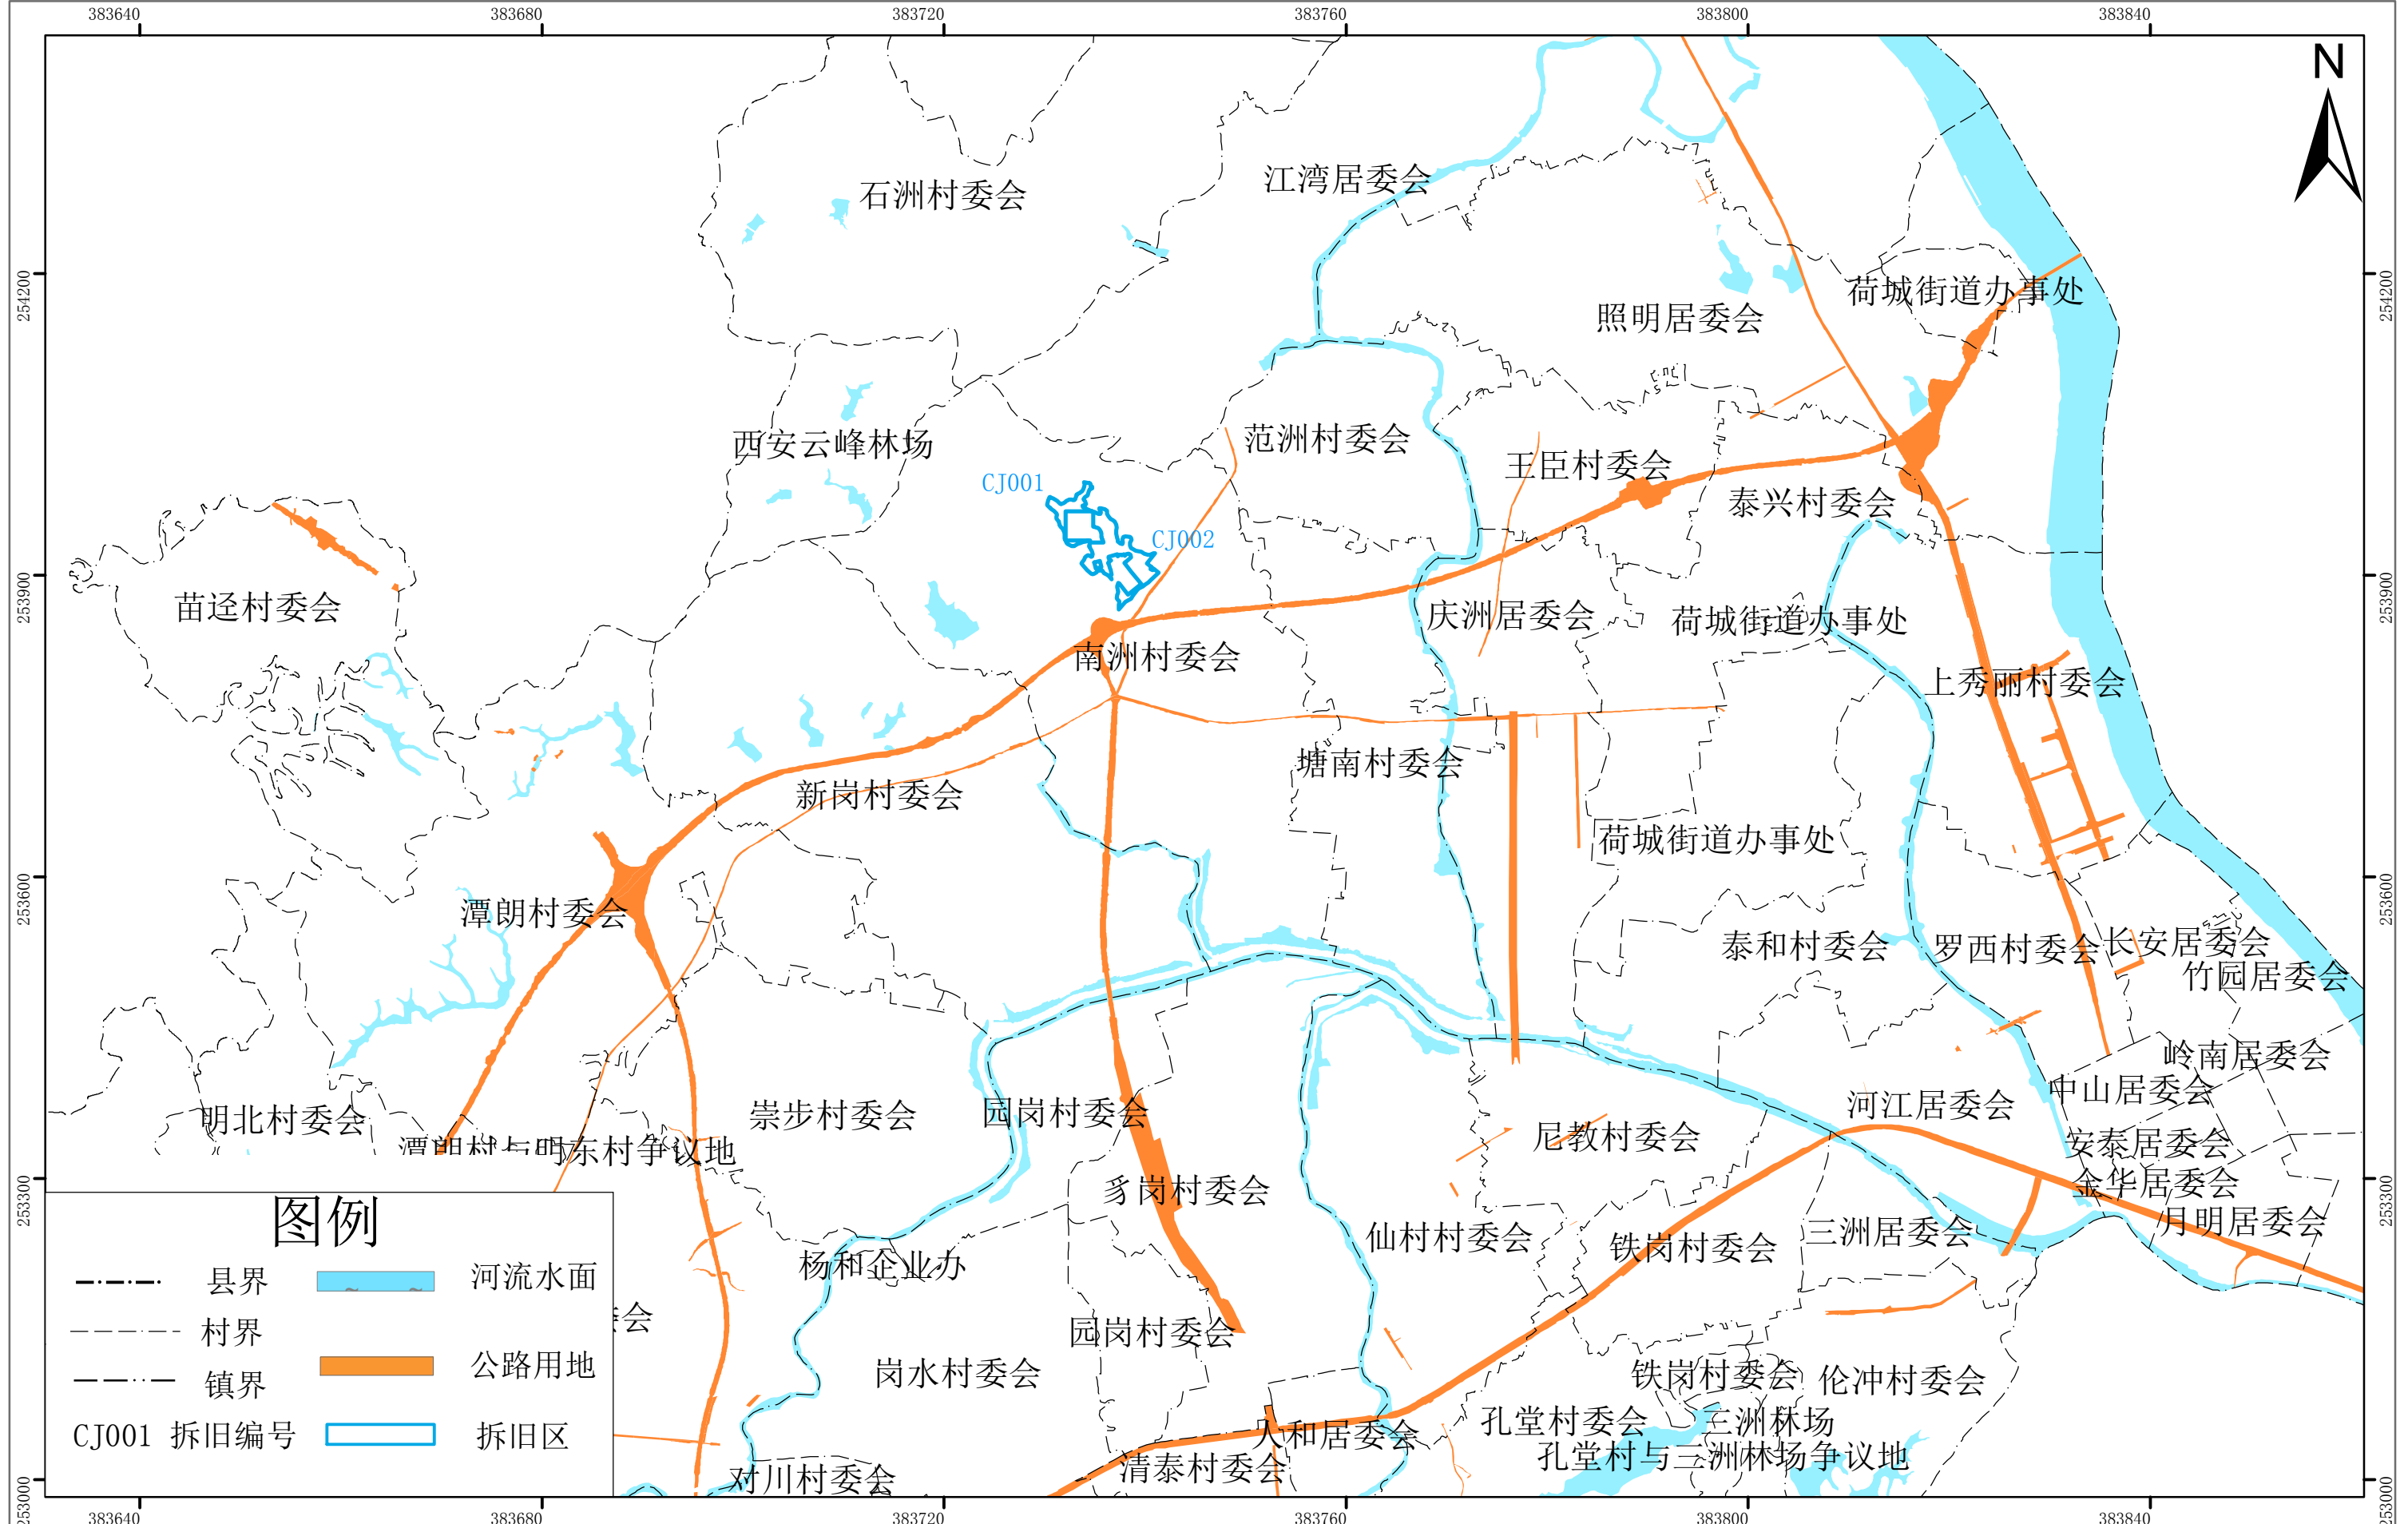 383640
383680
383720
383760
383800
383840
N
江湾居委会
石洲村委会
254200
荷城街道办事处
254200
照明居委会
范洲村委会
西安云峰林场
王臣村委会
CJ001
泰兴村委会
CJ002
253900
253900
苗迳村委会
庆洲居委会
荷城街道办事处
南洲村委会
上秀丽村委会
塘南村委会
新岗村委会
荷城街道办事处
253600
253600
潭朗村委会
泰和村委会
罗西村委会
长安居委会
竹园居委会
岭南居委会
中山居委会
河江居委会
明北村委会
崇步村委会
园岗村委会
尼教村委会
安泰居委会
潭朗村与明东村争议地
金华居委会
253300
豸岗村委会
253300
月明居委会
仙村村委会
铁岗村委会
三洲居委会
杨和企业办
会
园岗村委会
岗水村委会
铁岗村委会
伦冲村委会
孔堂村委会
三洲林场
人和居委会
孔堂村与三洲林场争议地
清泰村委会
对川村委会
图例
县界
河流水面
村界
公路用地
镇界
CJ001 拆旧编号
拆旧区
253000
253000
383640
383680
383720
383760
383800
383840